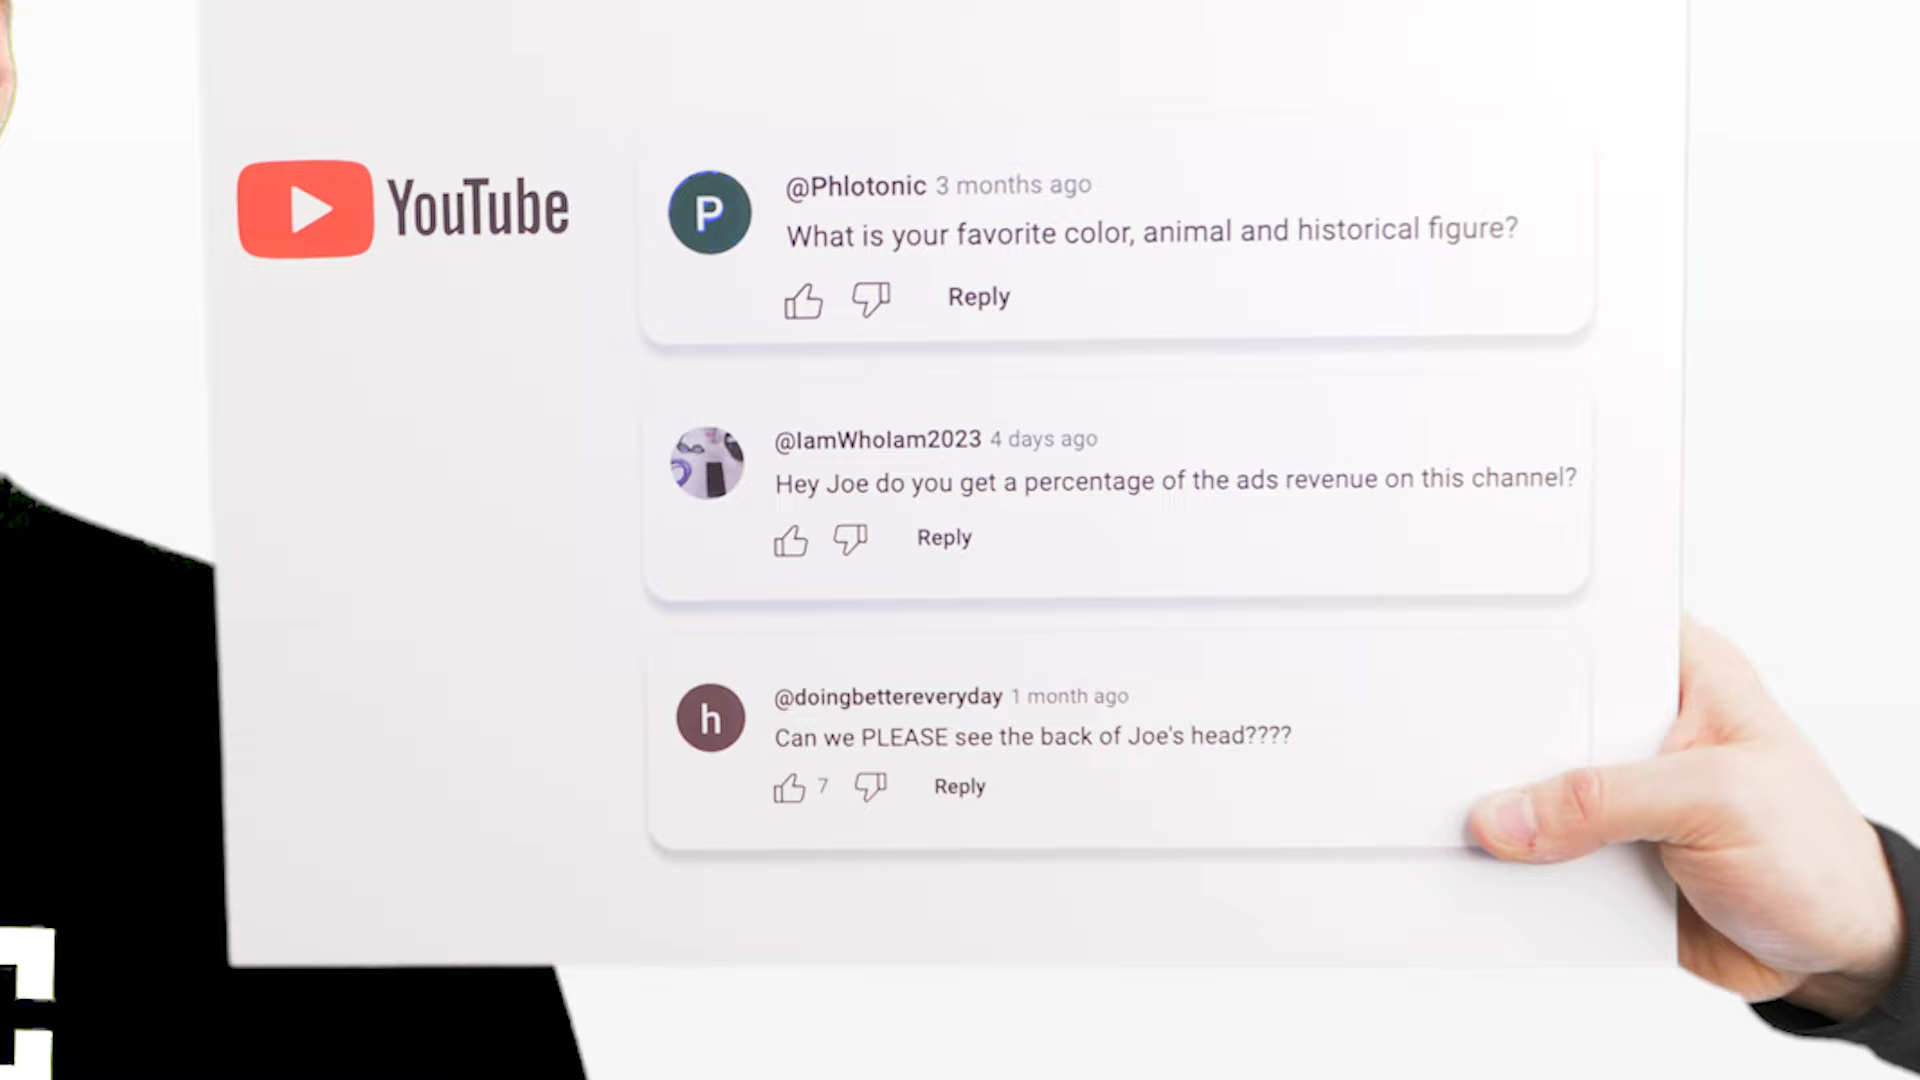 YouTube
P
@Phlotonic 3 months ago
What is your favorite color, animal and historical figure?
Reply
@IamWhoIam2023 4 days ago
Hey Joe do you get a percentage of the ads revenue on this channel?
Reply
h
@doingbettereveryday 1 month ago
Can we PLEASE see the back of Joe's head????
7 Reply